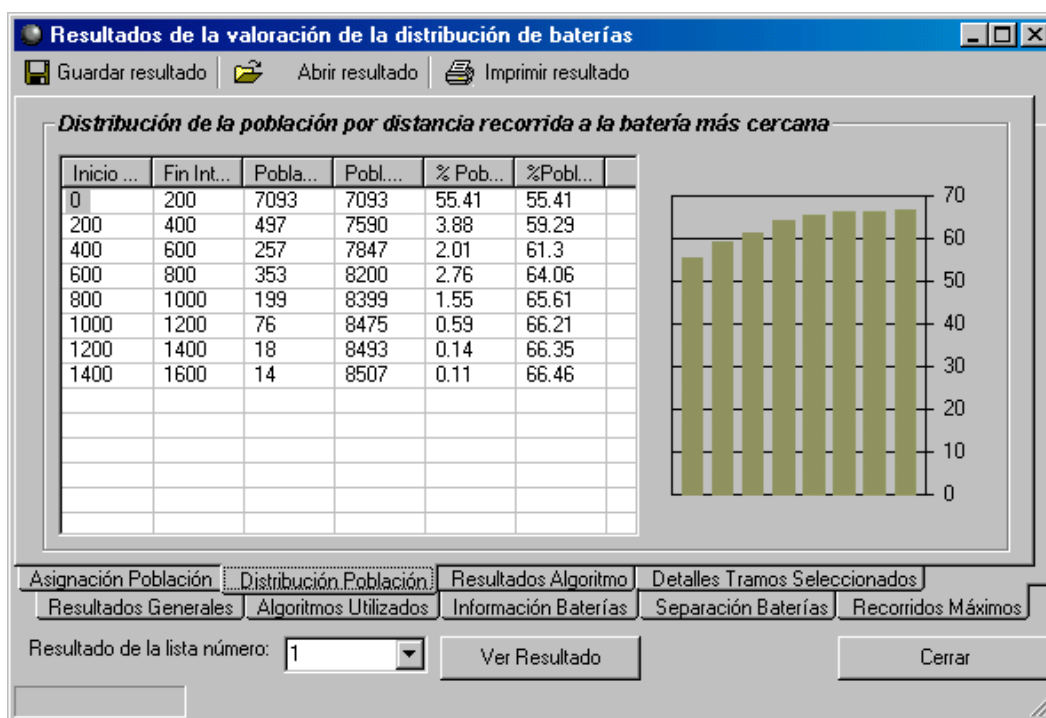 Resultados de la valoración de la distribución de baterías
Guardar resultado Abrir resultado Imprimir resultado
Distribución de la población por distancia recorrida a la batería más cercana
Inicio ... Fin Int... Pobla... Pobl.... % Pob... %Pobl...
0 200 7093 7093 55.41 55.41
200 400 497 7590 3.88 59.29
400 600 257 7847 2.01 61.3
600 800 353 8200 2.76 64.06
800 1000 199 8399 1.55 65.61
1000 1200 76 8475 0.59 66.21
1200 1400 18 8493 0.14 66.35
1400 1600 14 8507 0.11 66.46
70
60
50
40
30
20
10
0
Asignación Población Distribución Población Resultados Algoritmo Detalles Tramos Seleccionados
Resultados Generales Algoritmos Utilizados Información Baterías Separación Baterías Recorridos Máximos
Resultado de la lista número: 1 Ver Resultado Cerrar